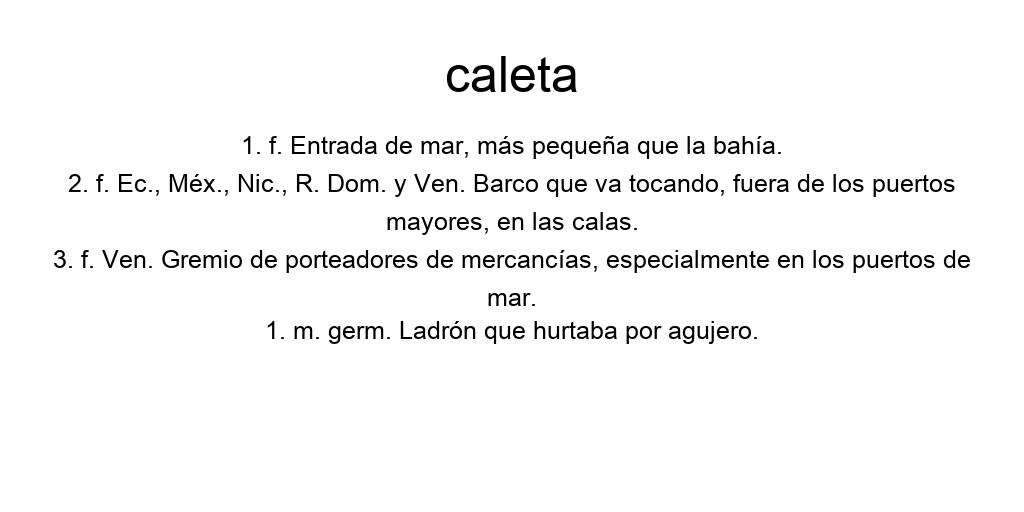 caleta
1. f. Entrada de mar, más pequeña que la bahía.
2. f. Ec., Méx., Nic., R. Dom. y Ven. Barco que va tocando, fuera de los puertos
mayores, en las calas.
3. f. Ven. Gremio de porteadores de mercancías, especialmente en los puertos de
mar.
1. m. germ. Ladrón que hurtaba por agujero.